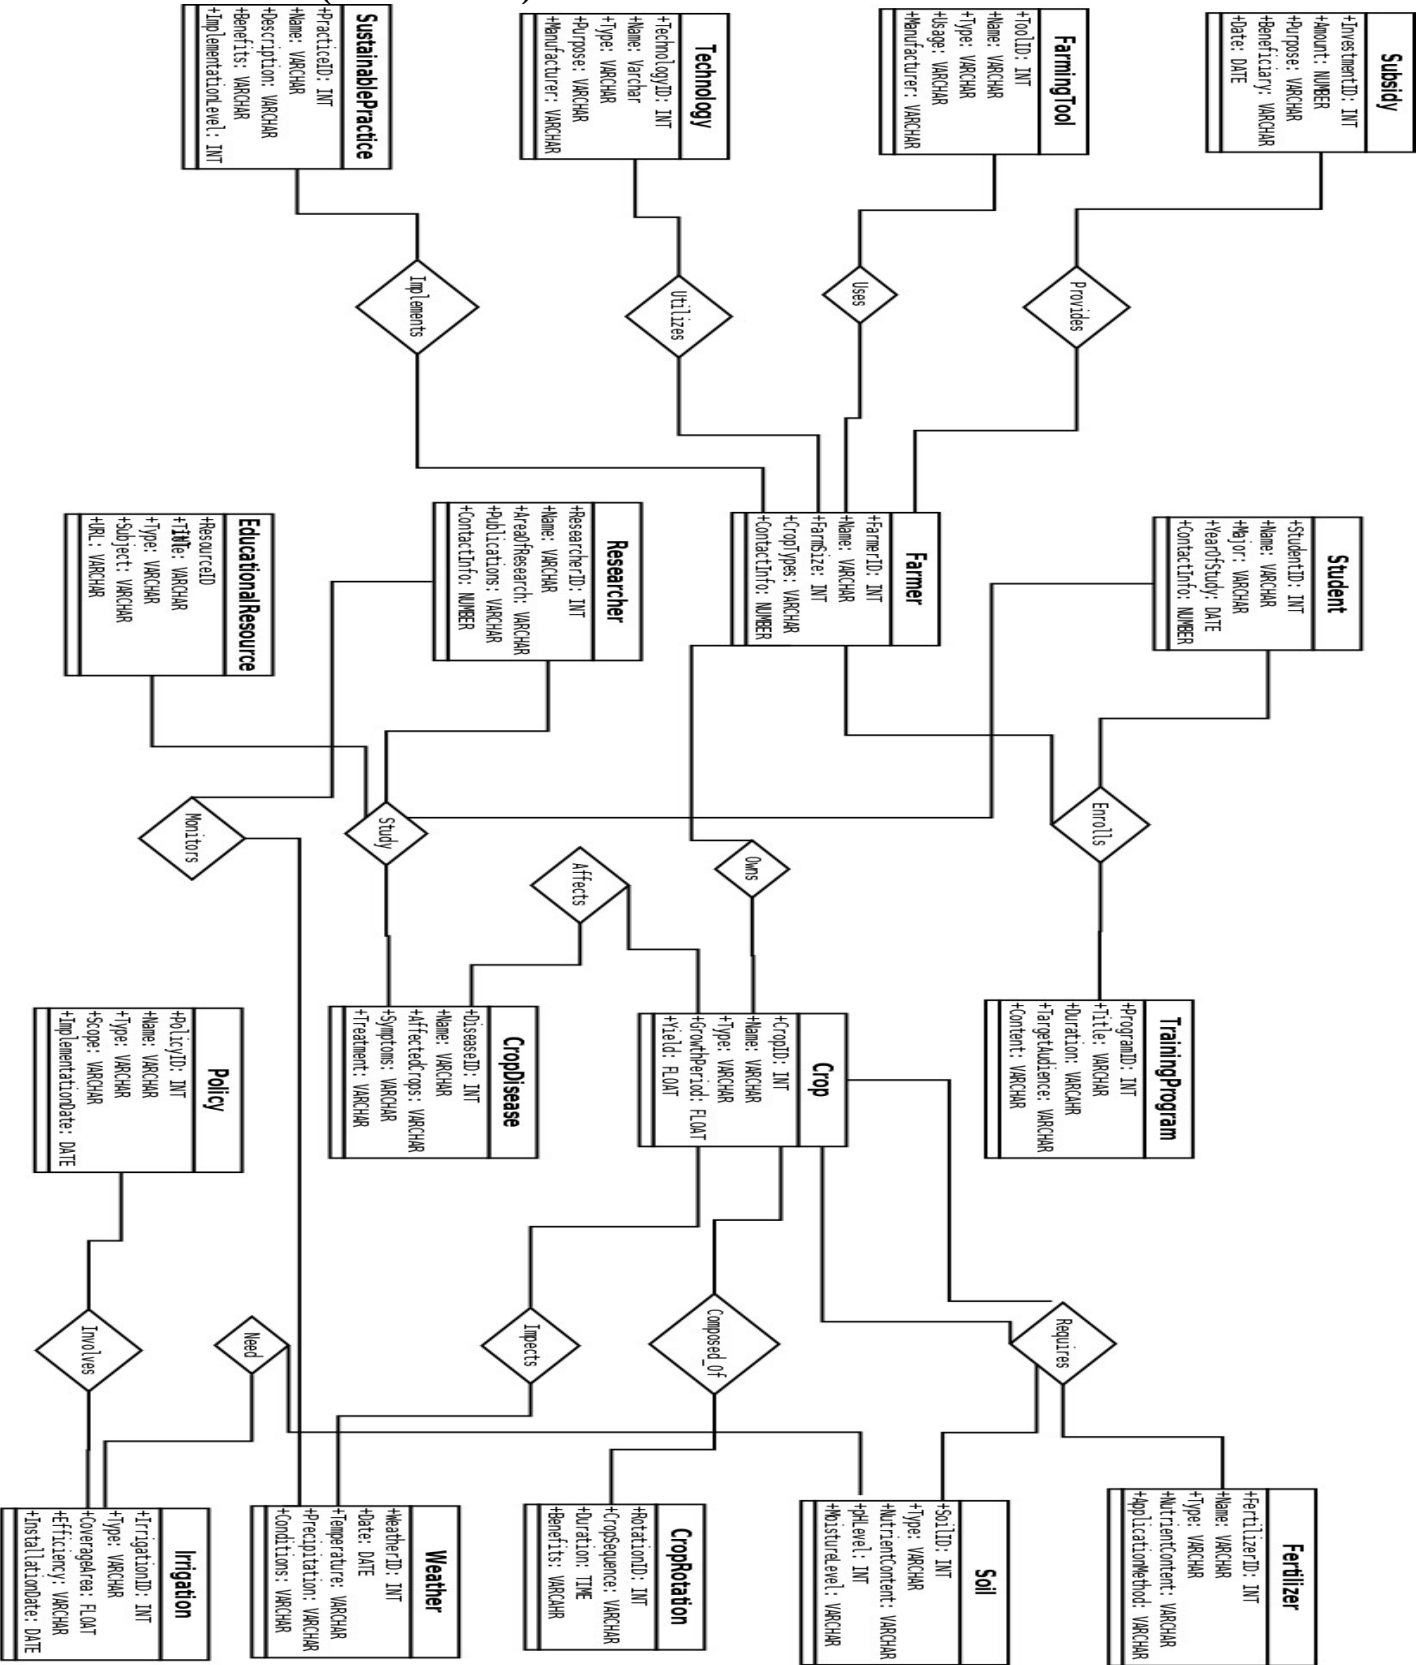 Subsidy
+InvestmentID: INT
+Amount: NUMBER
+Purpose: VARCHAR
+Beneficiary: VARCHAR
+Date: DATE
Student
+StudentID: INT
+Name: VARCHAR
+Major: VARCHAR
+YearOfStudy: DATE
+ContactInfo: NUMBER
Fertilizer
+FertilizerID: INT
+Name: VARCHAR
+Type: VARCHAR
+NutrientContent: VARCHAR
+ApplicationMethod: VARCHAR
TrainingProgram
+ProgramID: INT
+Title: VARCHAR
+Duration: VARCAHR
+TargetAudience: VARCHAR
+Content: VARCHAR
Provides
Enrolls
Requires
FarmingTool
+ToolID: INT
+Name: VARCHAR
+Type: VARCHAR
+Usage: VARCHAR
+Manufacturer: VARCHAR
Uses
Soil
+SoilID: INT
+Type: VARCHAR
+NutrientContent: VARCHAR
+pHLevel: INT
+MoistureLevel: VARCHAR
Farmer
+FarmerID: INT
+Name: VARCHAR
+FarmSize: INT
+CropTypes: VARCHAR
+ContactInfo: NUMBER
Crop
+CropID: INT
+Name: VARCHAR
+Type: VARCHAR
+GrowthPeriod: FLOAT
+Yield: FLOAT
Owns
Technology
+TechnologyID: INT
+Name: Varchar
+Type: VARCHAR
+Purpose: VARCHAR
+Manufacturer: VARCHAR
Utilizes
Composed_Of
CropRotation
+RotationID: INT
+CropSequence: VARCHAR
+Duration: TIME
+Benefits: VARCAHR
Researcher
+ResearcherID: INT
+Name: VARCHAR
+AreaOfResearch: VARCHAR
+Publications: VARCHAR
+ContactInfo: NUMBER
Affects
Impects
CropDisease
+DiseaseID: INT
+Name: VARCHAR
+AffectedCrops: VARCHAR
+Symptoms: VARCHAR
+Treatment: VARCHAR
Weather
+WeatherID: INT
+Date: DATE
+Temperature: VARCHAR
+Precipitation: VARCHAR
+Conditions: VARCHAR
Implements
Study
SustainablePractice
+PracticeID: INT
+Name: VARCHAR
+Description: VARCHAR
+Benefits: VARCHAR
+ImplementationLevel: INT
EducationalResource
+ResourceID
+Title: VARCHAR
+Type: VARCHAR
+Subject: VARCHAR
+URL: VARCHAR
Need
Monitors
Policy
+PolicyID: INT
+Name: VARCHAR
+Type: VARCHAR
+Scope: VARCHAR
+ImplementationDate: DATE
Involves
Irrigation
+IrrigationID: INT
+Type: VARCHAR
+CoverageArea: FLOAT
+Efficiency: VARCHAR
+InstallationDate: DATE